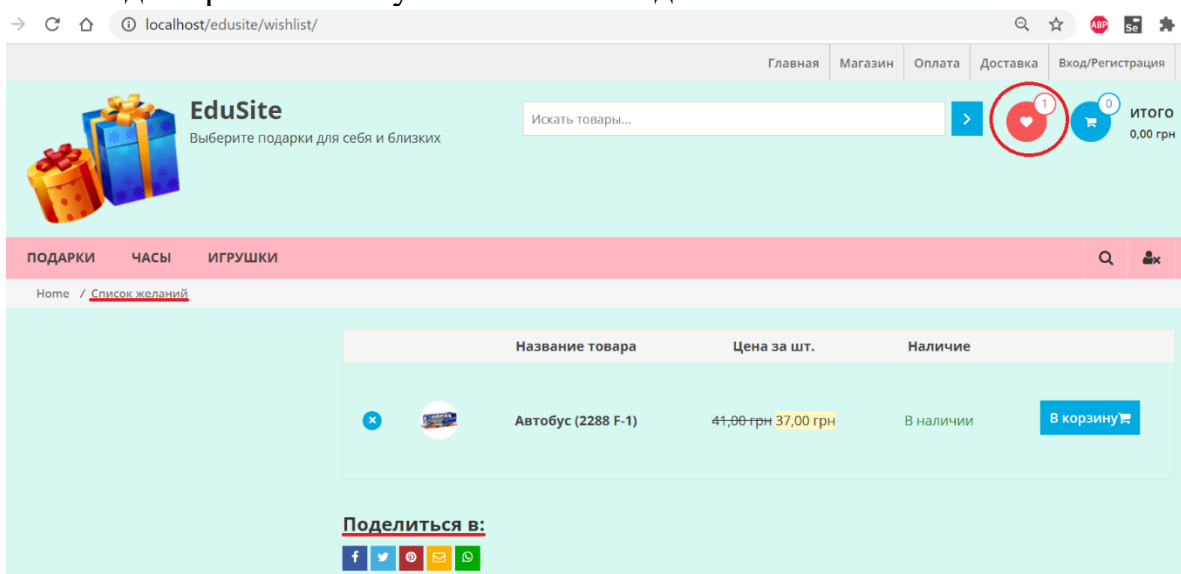 localhost/edusite/wishlist/
ABP
Se
Главная Магазин Оплата Доставка Вход/Регистрация
EduSite
Выберите подарки для себя и близких
Искать товары...
1
0
ИТОГО
0,00 грн
ПОДАРКИ ЧАСЫ ИГРУШКИ
Home / Список желаний
Название товара Цена за шт. Наличие
Автобус (2288 F-1) 41,00 грн 37,00 грн В наличии В корзину
Поделиться в: